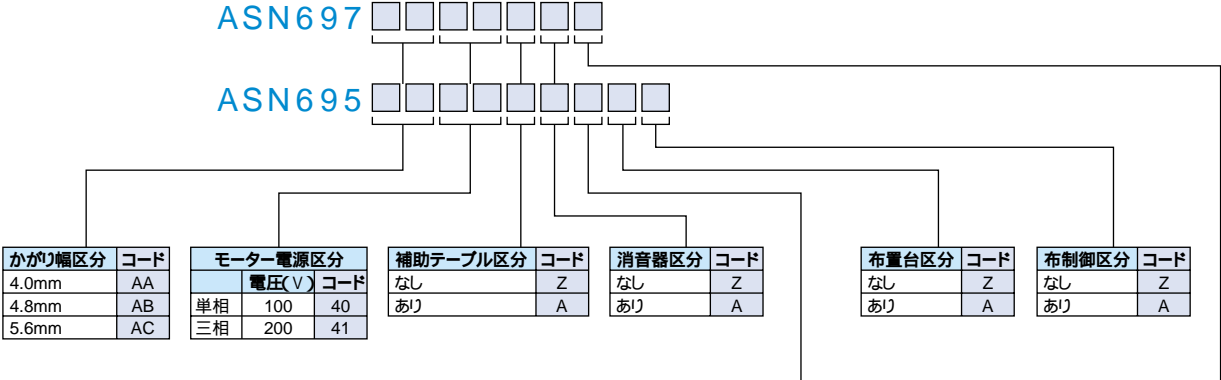 ASN697
ASN695
かがり幅区分 コード
4.0mm AA
4.8mm AB
5.6mm AC
モーター電源区分
電圧(V) コード
単相 100 40
三相 200 41
補助テーブル区分 コード
なし Z
あり A
消音器区分 コード
なし Z
あり A
布置台区分 コード
なし Z
あり A
布制御区分 コード
なし Z
あり A